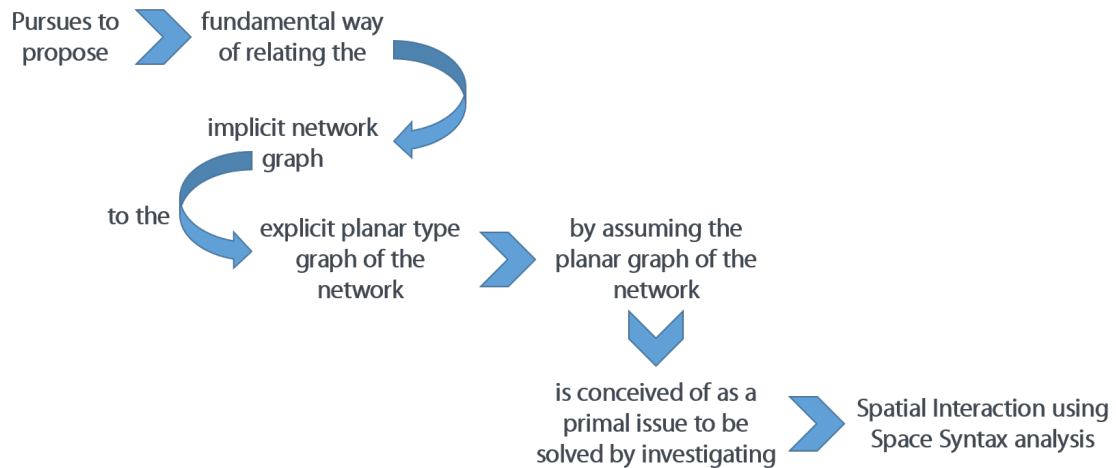 Pursues to
propose
fundamental way
of relating the
implicit network
graph
to the
explicit planar type
graph of the
network
by assuming the
planar graph of the
network
is conceived of as a
primal issue to be
solved by investigating
Spatial Interaction using
Space Syntax analysis